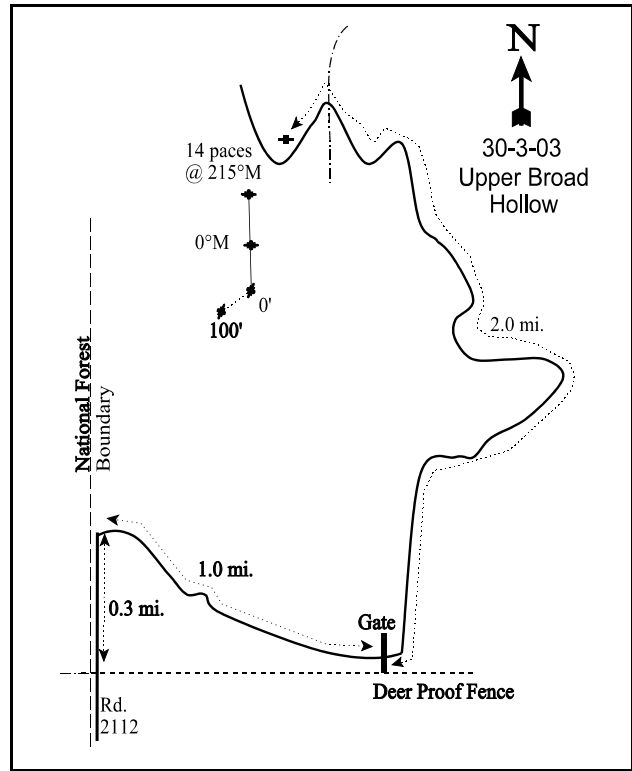 N
30-3-03
Upper Broad
Hollow
14 paces
@ 215°M
0°M
0'
100'
2.0 mi.
National Forest
Boundary
1.0 mi.
0.3 mi.
Gate
Deer Proof Fence
Rd.
2112